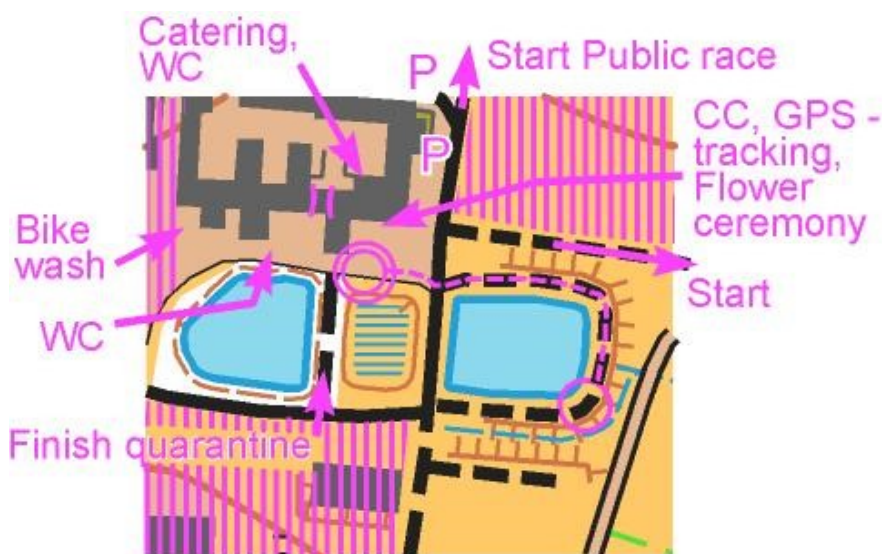 Catering,
WC
P
Start Public race
P
CC, GPS -
tracking,
Flower
ceremony
Bike
wash
Start
WC
Finish quarantine